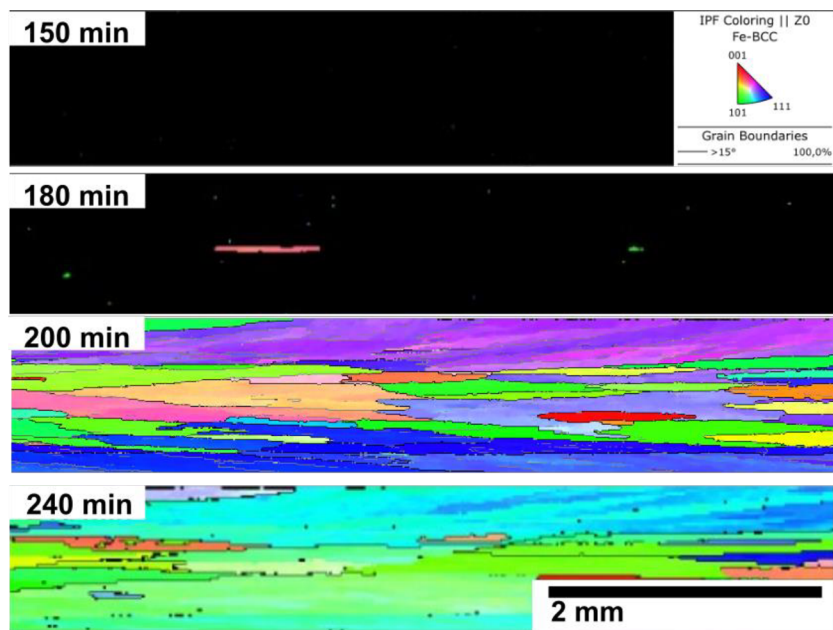 150 min
IPF Coloring || Z0
Fe-BCC
001
101
111
Grain Boundaries
>15° 100,0%
180 min
200 min
240 min
2 mm